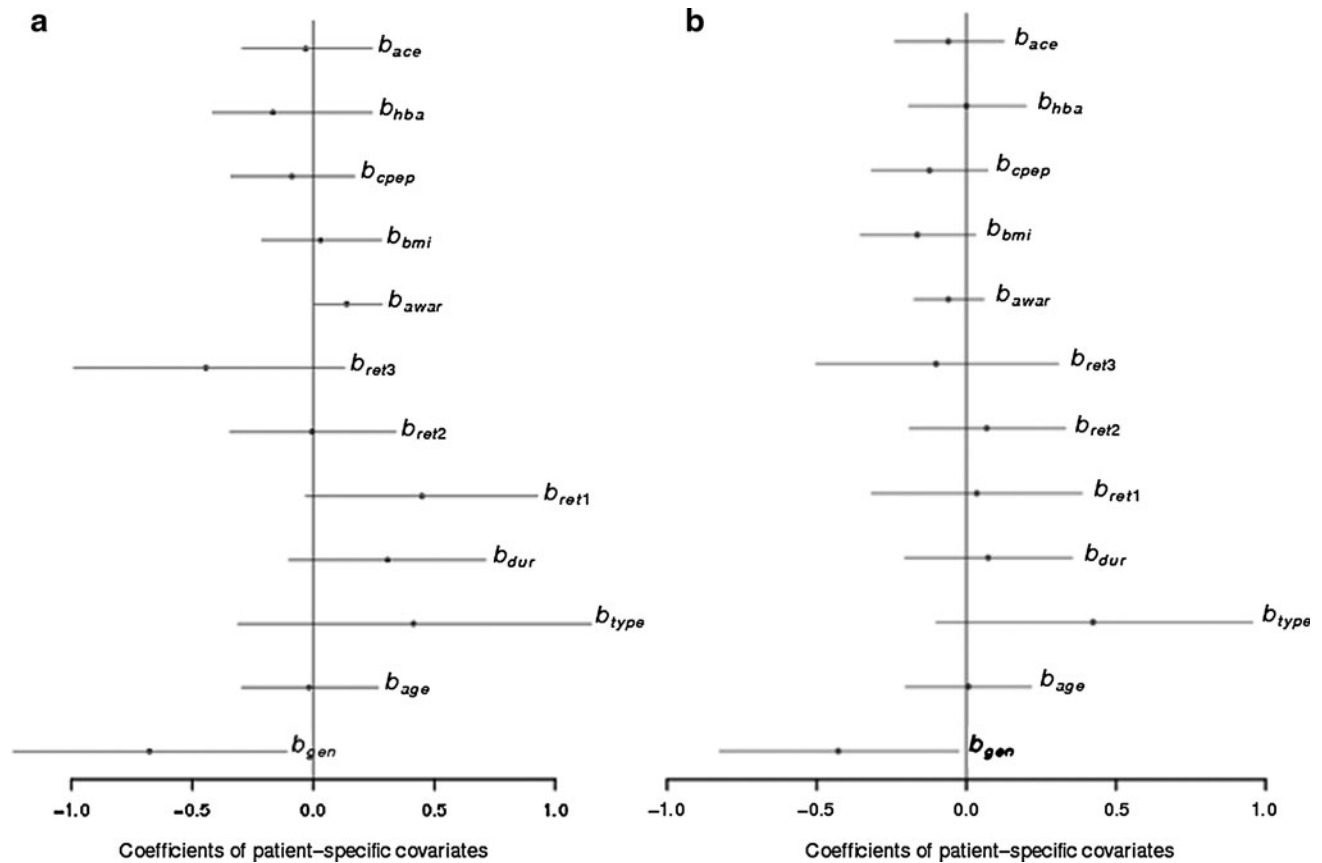 a
b_ace
b_hba
b_cpep
b_bmi
b_awar
b_ret3
b_ret2
b_ret1
b_dur
b_type
b_age
b_gen
−1.0 −0.5 0.0 0.5 1.0
Coefficients of patient−specific covariates
b
b_ace
b_hba
b_cpep
b_bmi
b_awar
b_ret3
b_ret2
b_ret1
b_dur
b_type
b_age
b_gen
−1.0 −0.5 0.0 0.5 1.0
Coefficients of patient−specific covariates